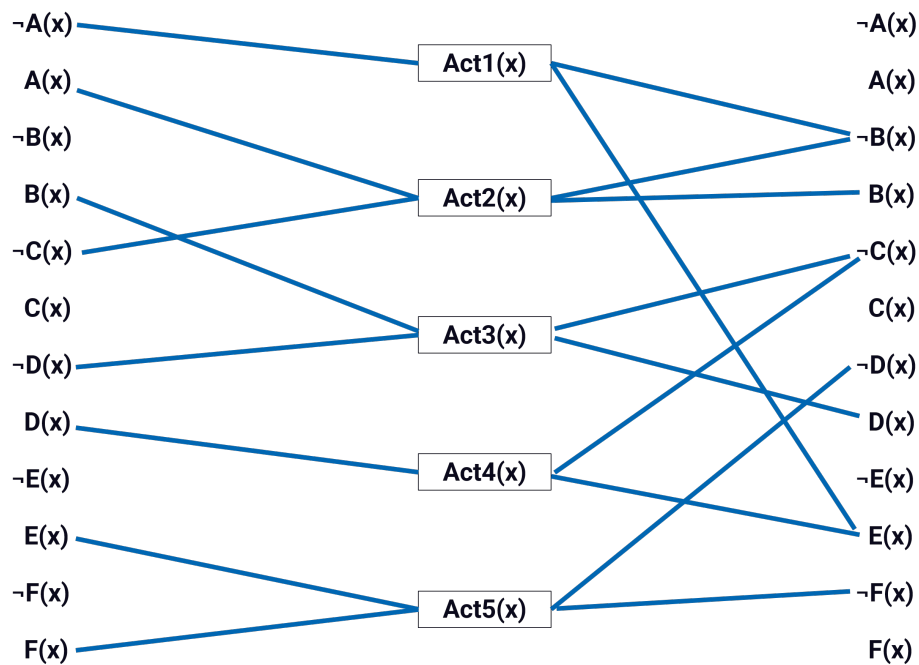 ¬A(x)
A(x)
¬B(x)
B(x)
¬C(x)
C(x)
¬D(x)
D(x)
¬E(x)
E(x)
¬F(x)
F(x)
Act1(x)
Act2(x)
Act3(x)
Act4(x)
Act5(x)
¬A(x)
A(x)
¬B(x)
B(x)
¬C(x)
C(x)
¬D(x)
D(x)
¬E(x)
E(x)
¬F(x)
F(x)